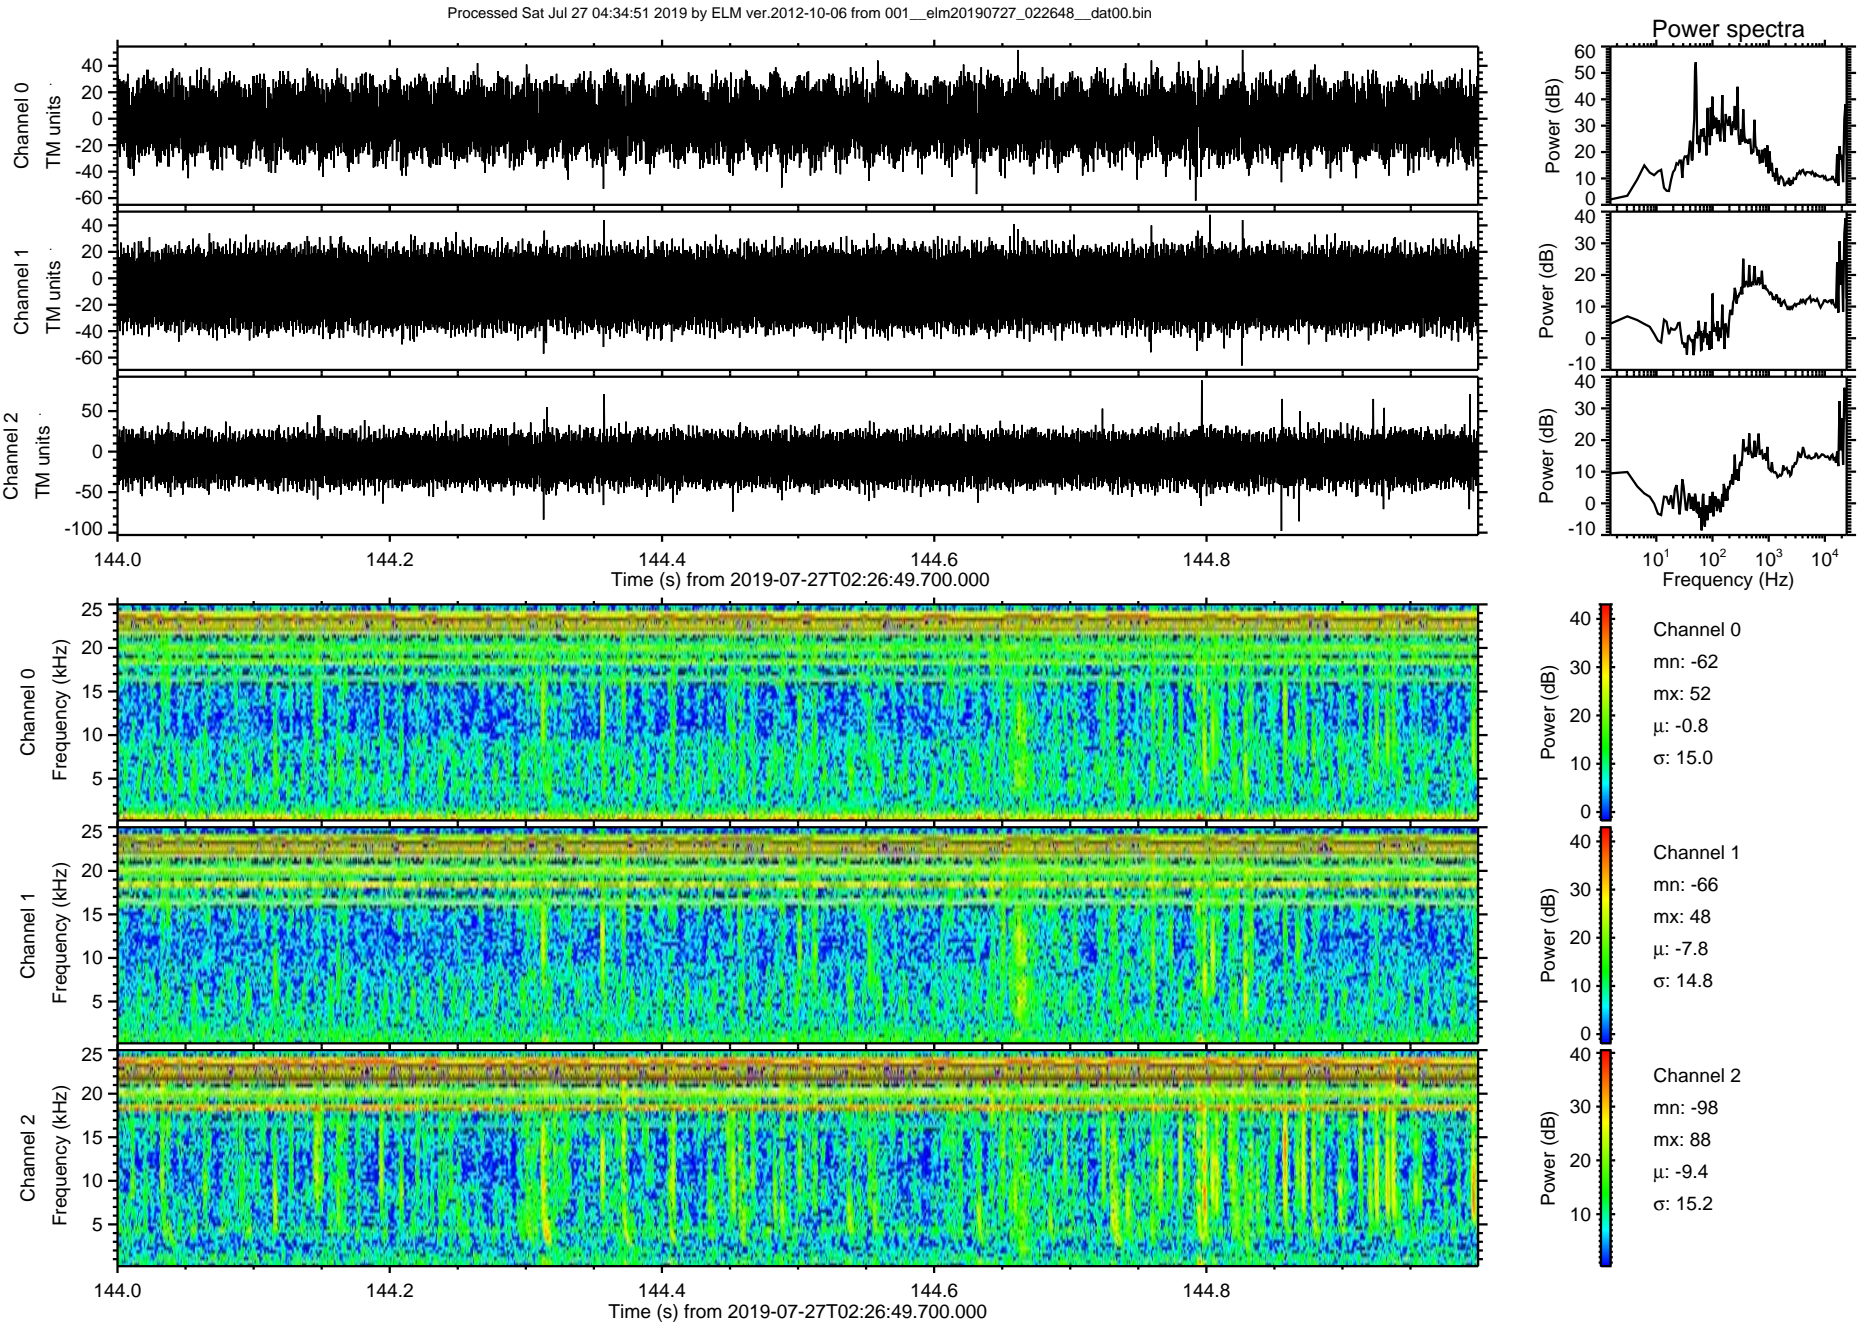 Processed Sat Jul 27 04:34:51 2019 by ELM ver.2012-10-06 from 001__elm20190727_022648__dat00.bin
Power spectra
Channel 0
TM units
40
20
0
-20
-40
-60
Power (dB)
60
50
40
30
20
10
0
Channel 1
TM units
40
20
0
-20
-40
-60
Power (dB)
40
30
20
10
0
-10
Channel 2
TM units
50
0
-50
-100
Power (dB)
40
30
20
10
0
-10
144.0 144.2 144.4 144.6 144.8
Time (s) from 2019-07-27T02:26:49.700.000
10¹ 10² 10³ 10⁴
Frequency (Hz)
Channel 0
Frequency (kHz)
25
20
15
10
5
Power (dB)
40
30
20
10
0
Channel 0
mn: -62
mx: 52
μ: -0.8
σ: 15.0
Channel 1
Frequency (kHz)
25
20
15
10
5
Power (dB)
40
30
20
10
0
Channel 1
mn: -66
mx: 48
μ: -7.8
σ: 14.8
Channel 2
Frequency (kHz)
25
20
15
10
5
Power (dB)
40
30
20
10
Channel 2
mn: -98
mx: 88
μ: -9.4
σ: 15.2
144.0 144.2 144.4 144.6 144.8
Time (s) from 2019-07-27T02:26:49.700.000